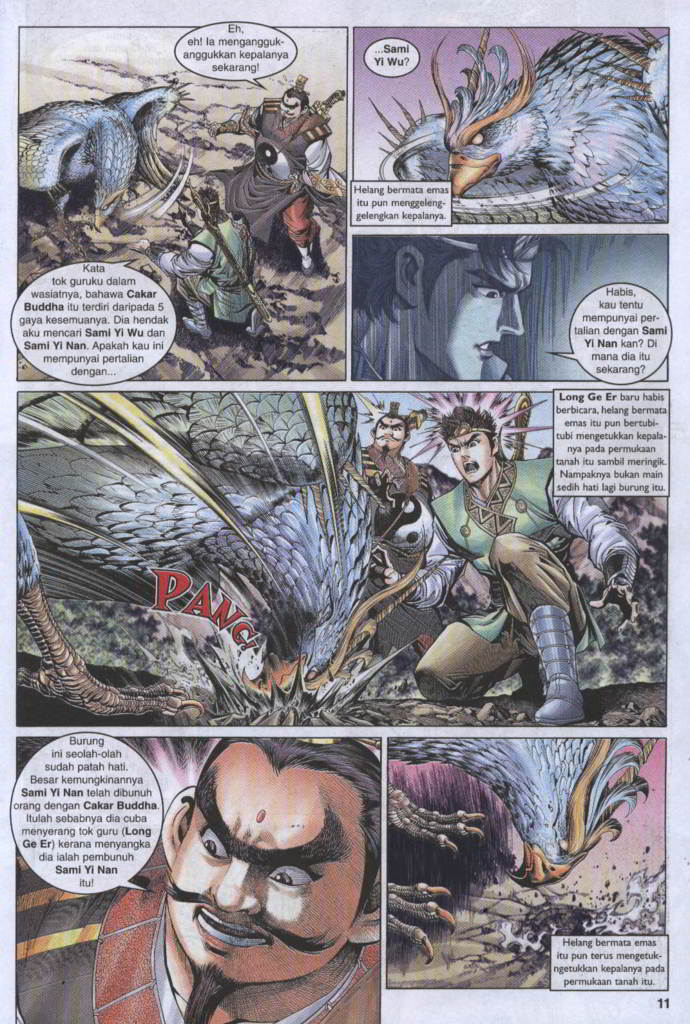 Eh,
eh! Ia menganggguk-
anggukkan kepalanya
sekarang!
Kata
tok guruku dalam
wasiatnya, bahawa Cakar
Buddha itu terdiri daripada 5
gaya kesemuanya. Dia hendak
aku mencari Sami Yi Wu dan
Sami Yi Nan. Apakah kau ini
mempunyai pertalian
dengan...
...Sami
Yi Wu?
Helang bermata emas
itu pun menggeleng-
gelengkan kepalanya.
Habis,
kau tentu
mempunyai per-
talian dengan Sami
Yi Nan kan? Di
mana dia itu
sekarang?
Long Ge Er baru habis
berbicara, helang bermata
emas itu pun bertubi-
tubi mengetukkan kepala-
nya pada permukaan
tanah itu sambil meringik.
Nampaknya bukan main
sedih hati lagi burung itu.
PANG!
Burung
ini seolah-olah
sudah patah hati.
Besar kemungkinannya
Sami Yi Nan telah dibunuh
orang dengan Cakar Buddha.
Itulah sebabnya dia cuba
menyerang tok guru (Long
Ge Er) kerana menyangka
dia ialah pembunuh
Sami Yi Nan
itu!
Helang bermata emas
itu pun terus mengetuk-
ngetukkan kepalanya pada
permukaan tanah itu.
11